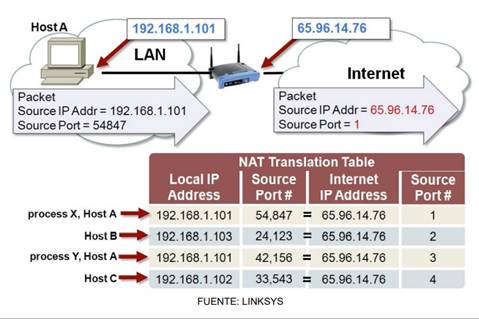 Host A
192.168.1.101
65.96.14.76
LAN
Internet
Packet
Source IP Addr = 192.168.1.101
Source Port = 54847
Packet
Source IP Addr = 65.96.14.76
Source Port = 1
NAT Translation Table
Local IP Address Source Port # Internet IP Address Source Port #
process X, Host A 192.168.1.101 54,847 = 65.96.14.76 1
Host B 192.168.1.103 24,123 = 65.96.14.76 2
process Y, Host A 192.168.1.101 42,156 = 65.96.14.76 3
Host C 192.168.1.102 33,543 = 65.96.14.76 4
FUENTE: LINKSYS